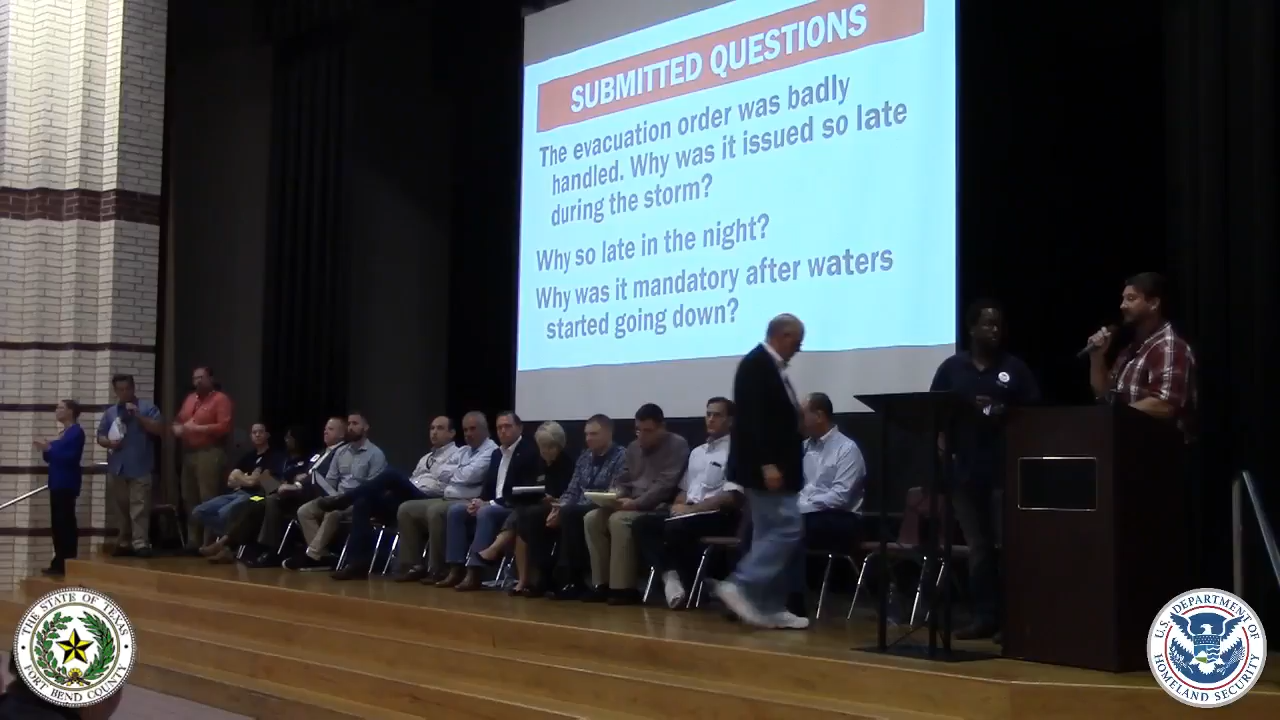 SUBMITTED QUESTIONS
The evacuation order was badly
handled. Why was it issued so late
during the storm?
Why so late in the night?
Why was it mandatory after waters
started going down?
THE STATE OF TEXAS
FORT BEND COUNTY
U.S. DEPARTMENT OF
HOMELAND SECURITY